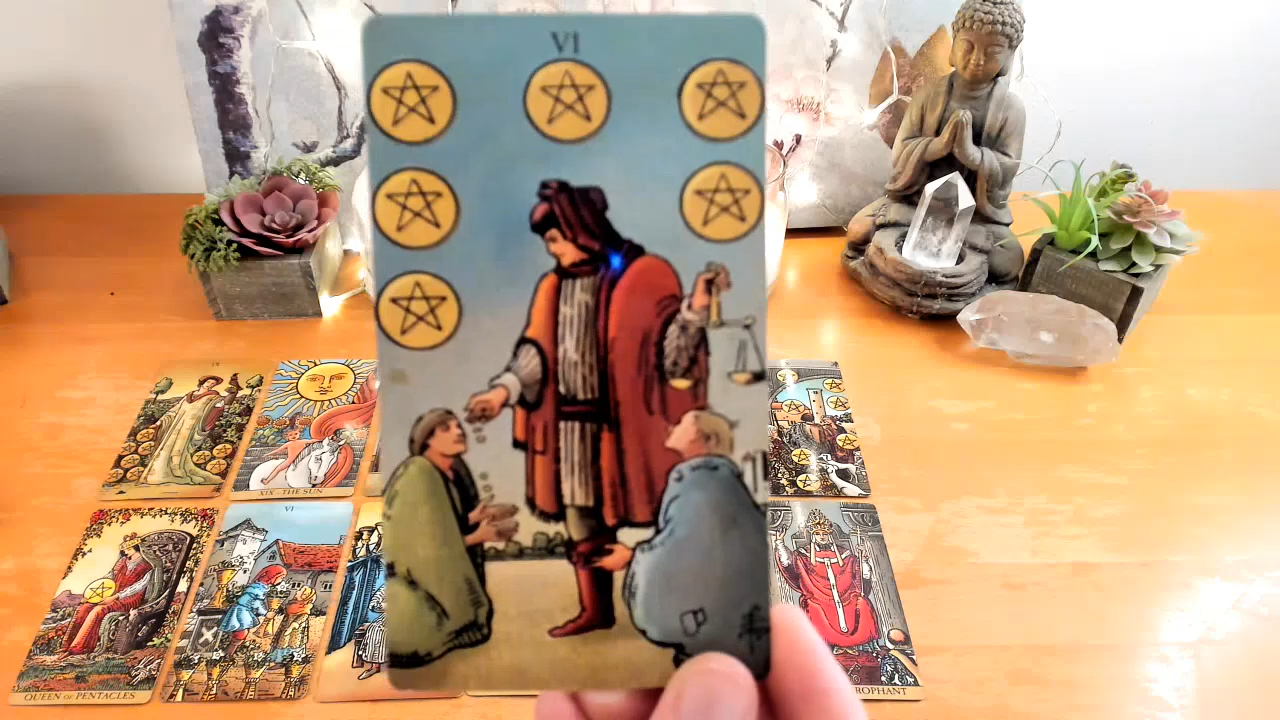 VI
XIX - THE SUN
VI
QUEEN OF PENTACLES
ROPHANT